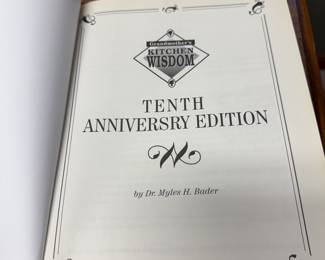 Grandmother's
KITCHEN
WISDOM
TENTH
ANNIVERSRY EDITION
by Dr. Myles H. Bader